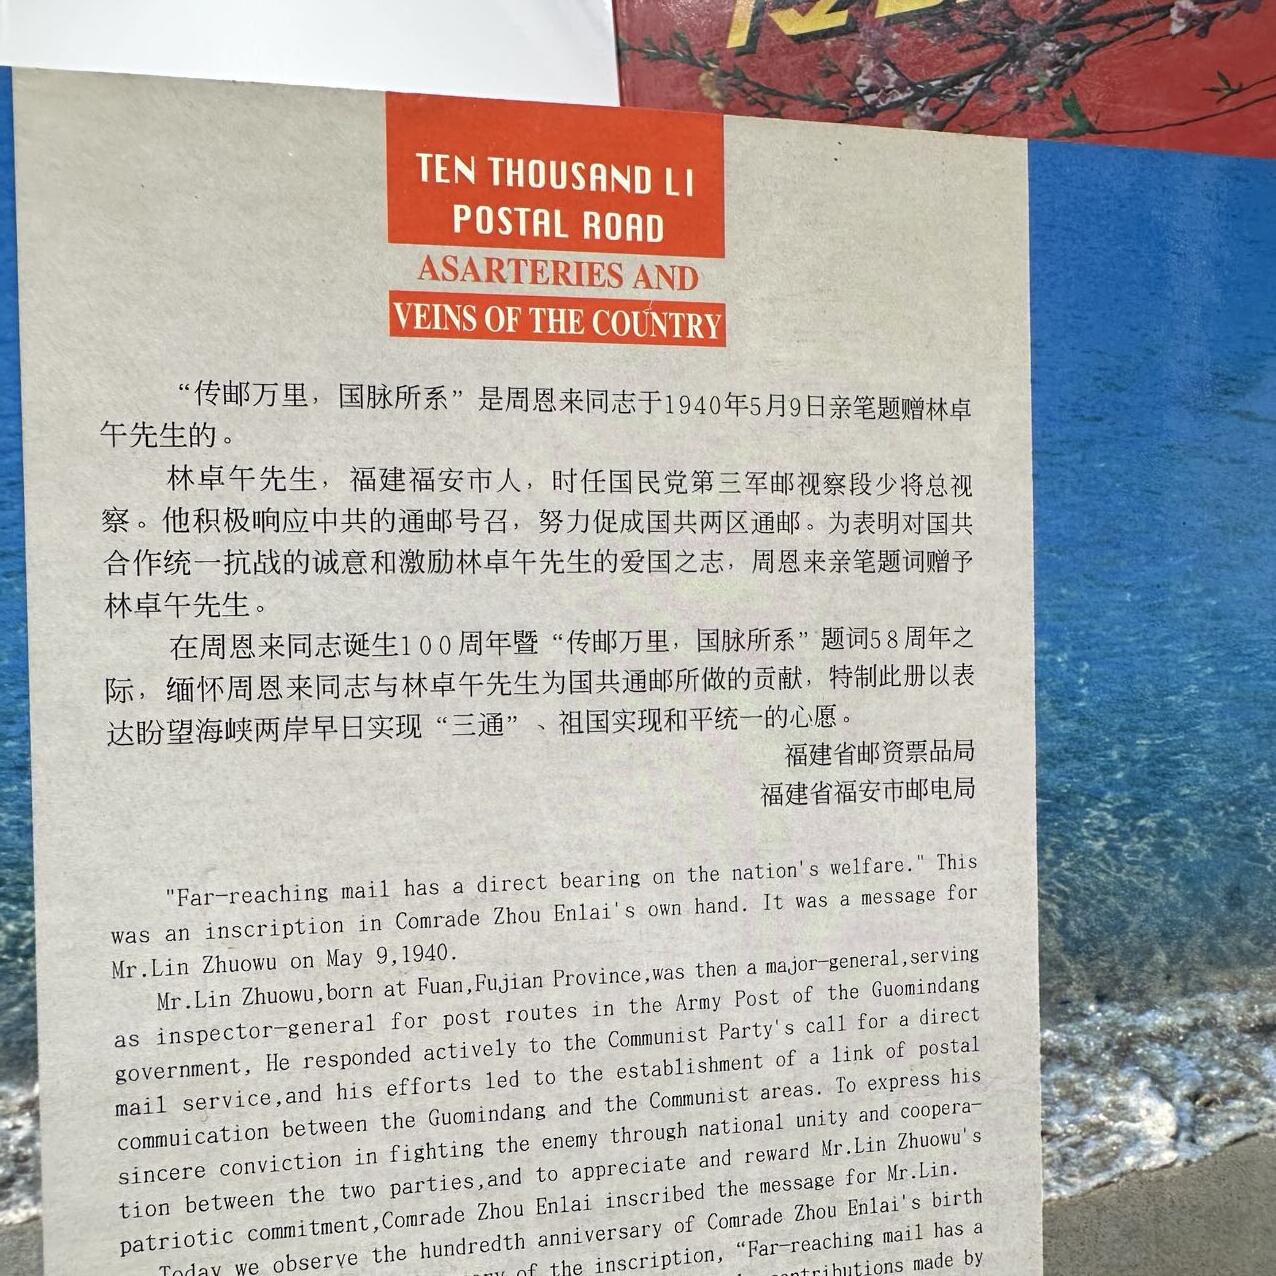 TEN THOUSAND LI
POSTAL ROAD
ASARTERIES AND
VEINS OF THE COUNTRY
“传邮万里，国脉所系”是周恩来同志于1940年5月9日亲笔题赠林卓
午先生的。
林卓午先生，福建福安市人，时任国民党第三军邮视察段少将总视
察。他积极响应中共的通邮号召，努力促成国共两区通邮。为表明对国共
合作统一抗战的诚意和激励林卓午先生的爱国之志，周恩来亲笔题词赠予
林卓午先生。
在周恩来同志诞生100周年暨“传邮万里，国脉所系”题词58周年之
际，缅怀周恩来同志与林卓午先生为国共通邮所做的贡献，特制此册以表
达盼望海峡两岸早日实现“三通”、祖国实现和平统一的心愿。
福建省邮资票品局
福建省福安市邮电局
"Far-reaching mail has a direct bearing on the nation's welfare." This
was an inscription in Comrade Zhou Enlai's own hand. It was a message for
Mr.Lin Zhuowu on May 9,1940.
Mr.Lin Zhuowu,born at Fuan,Fujian Province,was then a major-general,serving
as inspector-general for post routes in the Army Post of the Guomindang
government, He responded actively to the Communist Party's call for a direct
mail service,and his efforts led to the establishment of a link of postal
commuication between the Guomindang and the Communist areas. To express his
sincere conviction in fighting the enemy through national unity and coopera-
tion between the two parties,and to appreciate and reward Mr.Lin Zhuowu's
patriotic commitment,Comrade Zhou Enlai inscribed the message for Mr.Lin.
Today we observe the hundredth anniversary of Comrade Zhou Enlai's birth
of the inscription, “Far-reaching mail has a
contributions made by